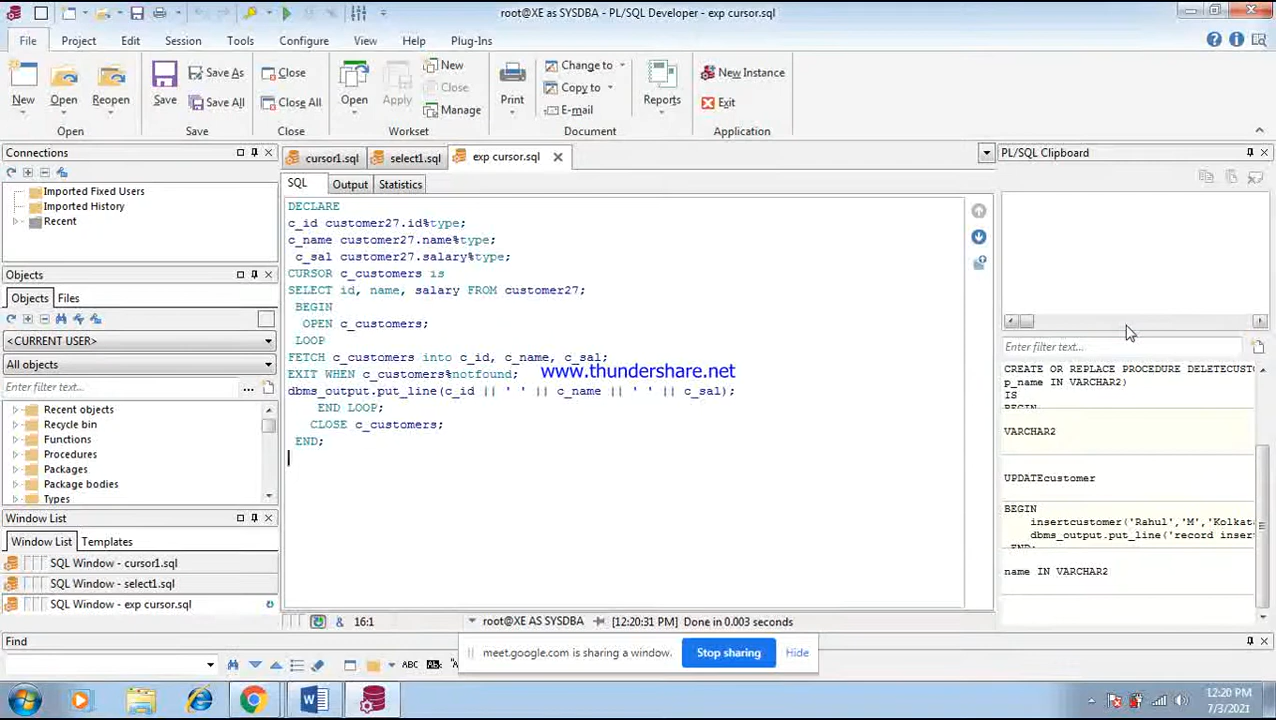 root@XE as SYSDBA - PL/SQL Developer - exp cursor.sql
File Project Edit Session Tools Configure View Help Plug-Ins
New Open Reopen Save Save As Save All Close Close All Open Apply New Close Manage Print Change to Copy to E-mail Reports New Instance Exit
Open Save Close Workset Document Application
Connections
Imported Fixed Users
Imported History
Recent
Objects
Objects Files
<CURRENT USER>
All objects
Enter filter text...
Recent objects
Recycle bin
Functions
Procedures
Packages
Package bodies
Types
Window List
Window List Templates
SQL Window - cursor1.sql
SQL Window - select1.sql
SQL Window - exp cursor.sql
cursor1.sql select1.sql exp cursor.sql
SQL Output Statistics
DECLARE
c_id customer27.id%type;
c_name customer27.name%type;
c_sal customer27.salary%type;
CURSOR c_customers is
SELECT id, name, salary FROM customer27;
BEGIN
OPEN c_customers;
LOOP
FETCH c_customers into c_id, c_name, c_sal;
EXIT WHEN c_customers%notfound;
www.thundershare.net
dbms_output.put_line(c_id || ' ' || c_name || ' ' || c_sal);
END LOOP;
CLOSE c_customers;
END;
PL/SQL Clipboard
Enter filter text...
CREATE OR REPLACE PROCEDURE DELETECUST
p_name IN VARCHAR2)
IS
BEGIN
VARCHAR2
UPDATEcustomer
BEGIN
insertcustomer('Rahul','M','Kolkat
dbms_output.put_line('record inser
END;
name IN VARCHAR2
& 16:1 root@XE AS SYSDBA [12:20:31 PM] Done in 0.003 seconds
Find
ABC
meet.google.com is sharing a window. Stop sharing Hide
12:20 PM
7/3/2021